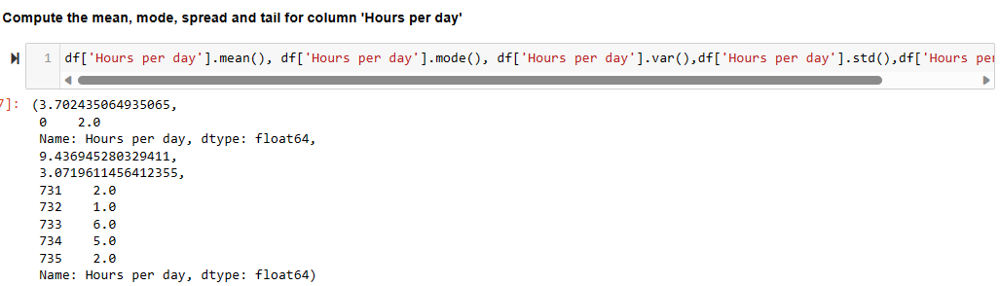 Compute the mean, mode, spread and tail for column 'Hours per day'
1 df['Hours per day'].mean(), df['Hours per day'].mode(), df['Hours per day'].var(),df['Hours per day'].std(),df['Hours per
7]: (3.702435064935065,
0    2.0
Name: Hours per day, dtype: float64,
9.436945280329411,
3.0719611456412355,
731    2.0
732    1.0
733    6.0
734    5.0
735    2.0
Name: Hours per day, dtype: float64)